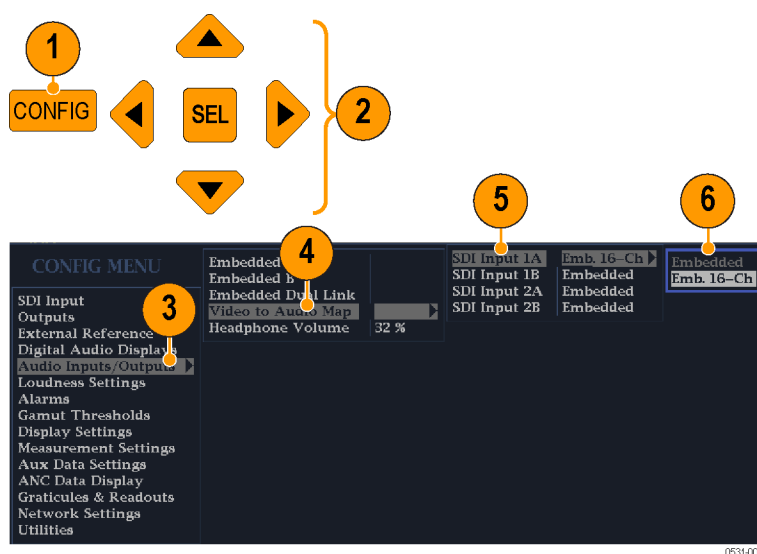 1
CONFIG
SEL
2
5
6
4
3
CONFIG MENU
SDI Input
Outputs
External Reference
Digital Audio Displays
Audio Inputs/Outputs
Loudness Settings
Alarms
Gamut Thresholds
Display Settings
Measurement Settings
Aux Data Settings
ANC Data Display
Graticules & Readouts
Network Settings
Utilities
Embedded
Embedded B
Embedded Dual Link
Video to Audio Map
Headphone Volume 32 %
SDI Input 1A Emb. 16-Ch
SDI Input 1B Embedded
SDI Input 2A Embedded
SDI Input 2B Embedded
Embedded
Emb. 16-Ch